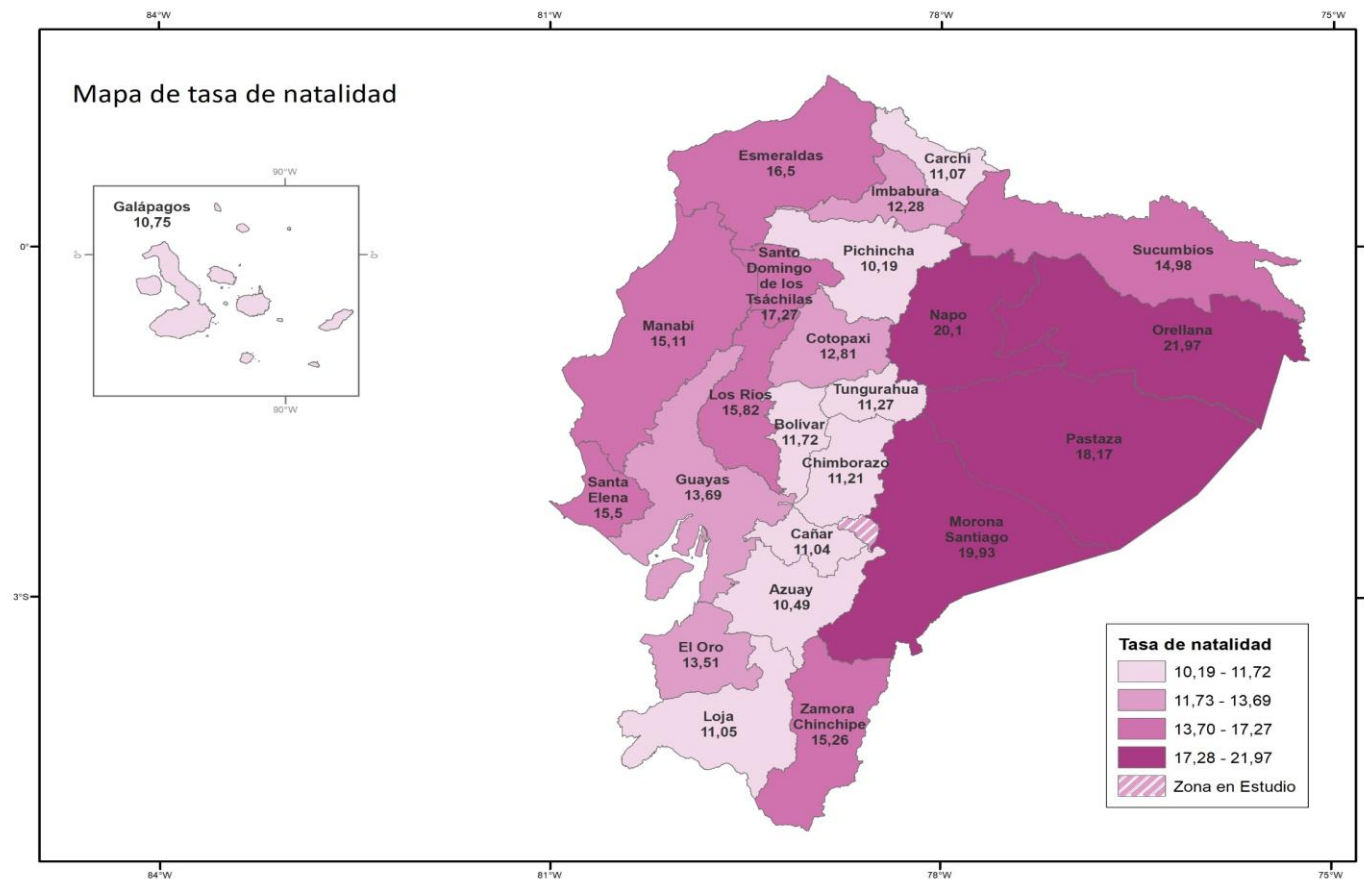 84°W
81°W
78°W
75°W
Mapa de tasa de natalidad
90°W
Galápagos
10,75
0°
0°
90°W
0°
3°S
Esmeraldas
16,5
Carchi
11,07
Imbabura
12,28
Pichincha
10,19
Sucumbios
14,98
Santo
Domingo
de los
Tsáchilas
17,27
Manabí
15,11
Napo
20,1
Orellana
21,97
Cotopaxi
12,81
Los Ríos
15,82
Tungurahua
11,27
Bolívar
11,72
Pastaza
18,17
Chimborazo
11,21
Guayas
13,69
Santa
Elena
15,5
Morona
Santiago
19,93
Cañar
11,04
Azuay
10,49
El Oro
13,51
Loja
11,05
Zamora
Chinchipe
15,26
Tasa de natalidad
10,19 - 11,72
11,73 - 13,69
13,70 - 17,27
17,28 - 21,97
Zona en Estudio
84°W
81°W
78°W
75°W